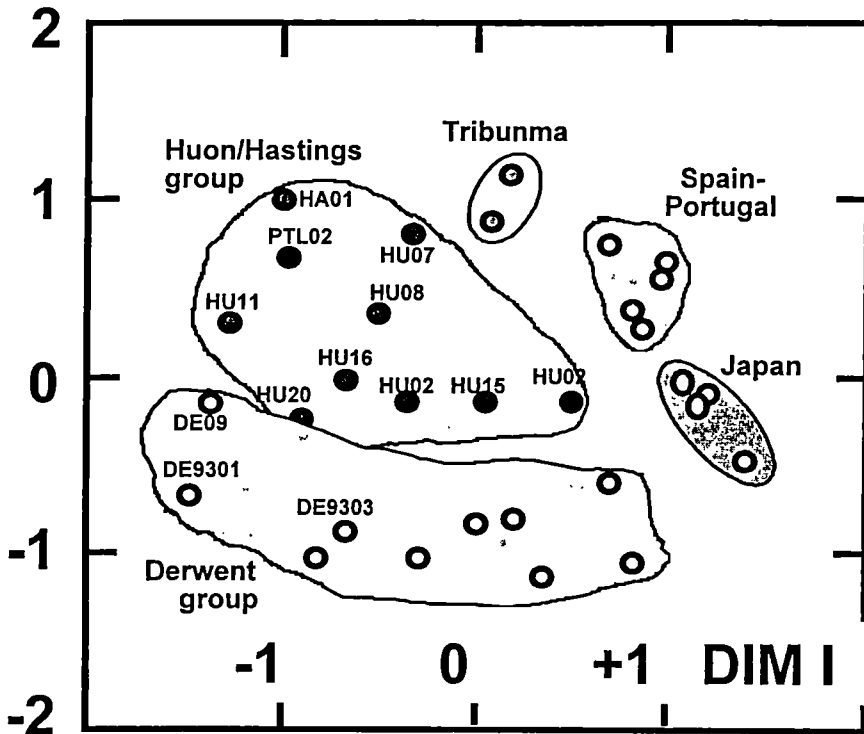 2
Tribunma
Huon/Hastings
group
Spain-
Portugal
1
HA01
PTL02
HU07
HU11
HU08
HU16
Japan
0
HU20
HU02
HU15
HU02
DE09
DE9301
DE9303
-1
Derwent
group
-1
0
+1
DIM I
-2